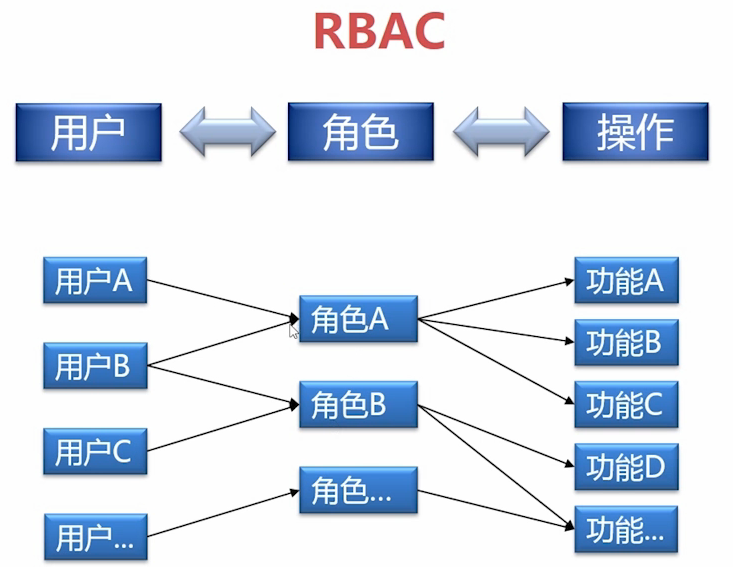 RBAC
用户
角色
操作
用户A
用户B
用户C
用户...
角色A
角色B
角色...
功能A
功能B
功能C
功能D
功能...